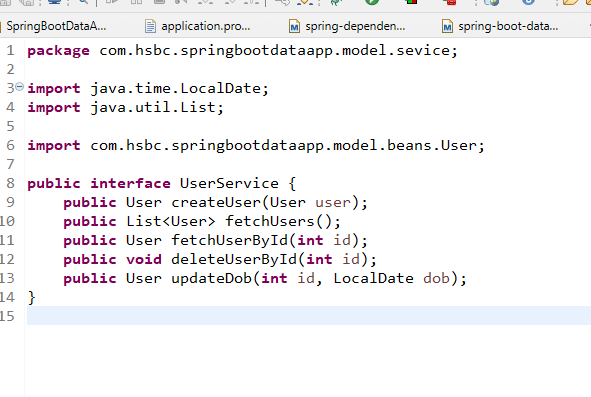 SpringBootDataA...
application.pro...
spring-dependen...
spring-boot-data...
1 package com.hsbc.springbootdataapp.model.sevice;
2
3 import java.time.LocalDate;
4 import java.util.List;
5
6 import com.hsbc.springbootdataapp.model.beans.User;
7
8 public interface UserService {
9     public User createUser(User user);
10     public List<User> fetchUsers();
11     public User fetchUserById(int id);
12     public void deleteUserById(int id);
13     public User updateDob(int id, LocalDate dob);
14 }
15